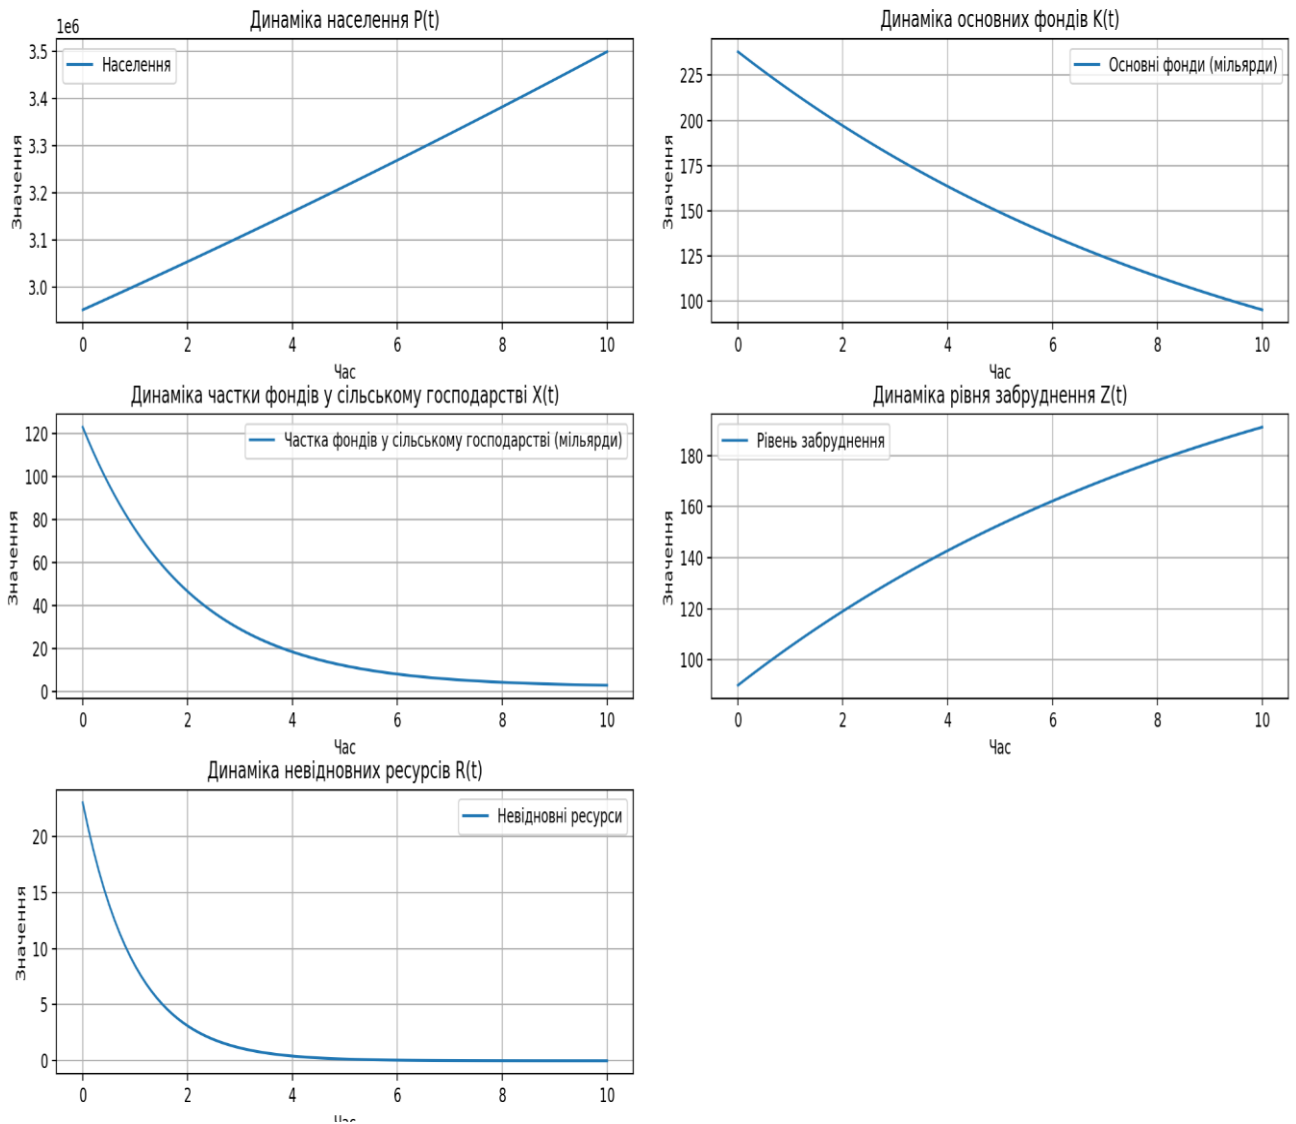 Динаміка населення P(t)
1e6
Населення
3.5
3.4
3.3
3.2
3.1
3.0
Значення
0 2 4 6 8 10
Час
Динаміка основних фондів K(t)
Основні фонди (мільярди)
225
200
175
150
125
100
Значення
0 2 4 6 8 10
Час
Динаміка частки фондів у сільському господарстві X(t)
Частка фондів у сільському господарстві (мільярди)
120
100
80
60
40
20
0
Значення
0 2 4 6 8 10
Час
Динаміка рівня забруднення Z(t)
Рівень забруднення
180
160
140
120
100
Значення
0 2 4 6 8 10
Час
Динаміка невідновних ресурсів R(t)
Невідновні ресурси
20
15
10
5
0
Значення
0 2 4 6 8 10
Час